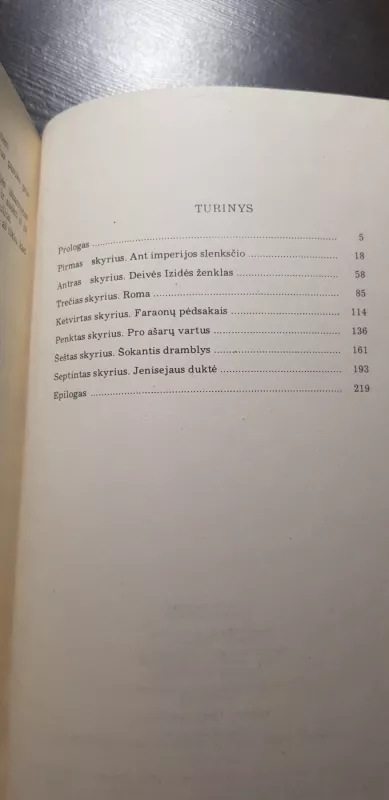 TURINYS
Prologas 5
Pirmas skyrius. Ant imperijos slenksčio 18
Antras skyrius. Deivės Izidės ženklas 58
Trečias skyrius. Roma 85
Ketvirtas skyrius. Faraonų pėdsakais 114
Penktas skyrius. Pro ašarų vartus 136
Šeštas skyrius. Šokantis dramblys 161
Septintas skyrius. Jenisejaus duktė 193
Epilogas 219